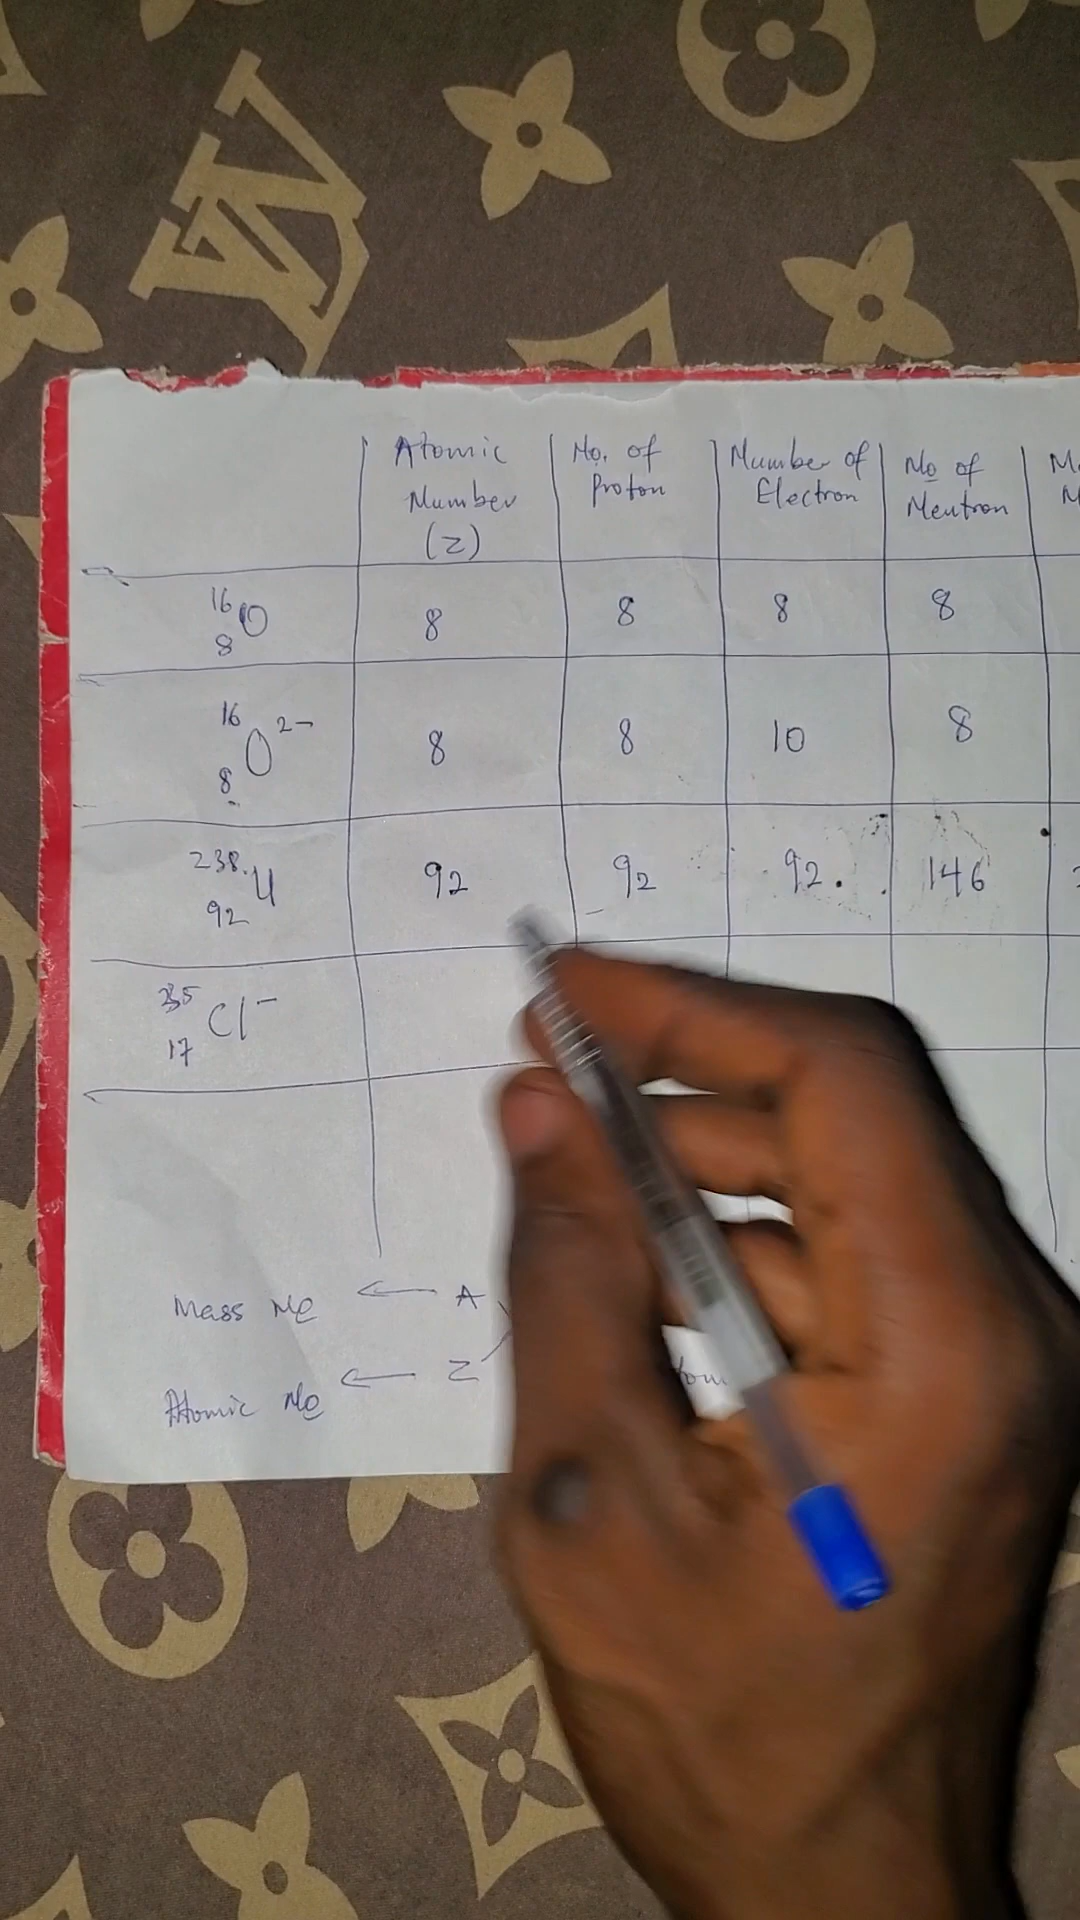 Atomic Number (Z) No. of Proton Number of Electron No of Neutron
16 8 O 8 8 8 8
16 8 O 2- 8 8 10 8
238 92 U 92 92 92. 146
35 17 Cl -
Mass No ← A
Atomic No ← Z